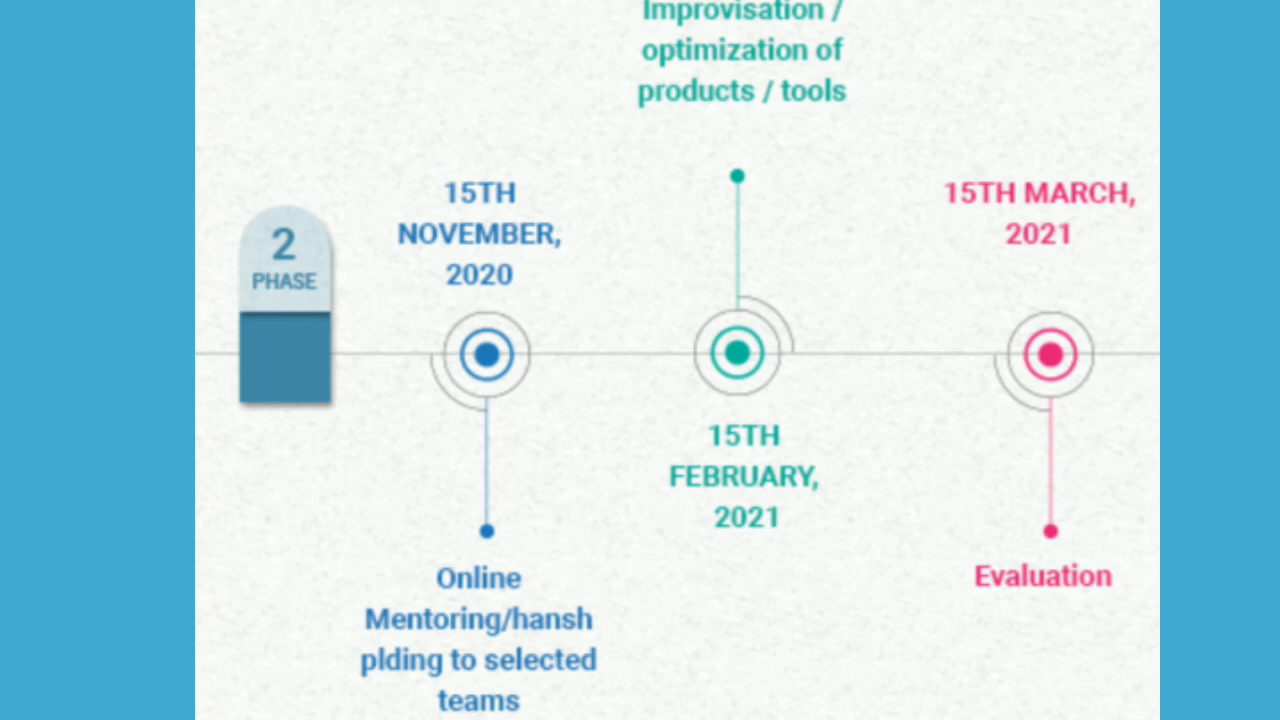 Improvisation /
optimization of
products / tools
2
PHASE
15TH
NOVEMBER,
2020
Online
Mentoring/hansh
plding to selected
teams
15TH
FEBRUARY,
2021
15TH MARCH,
2021
Evaluation